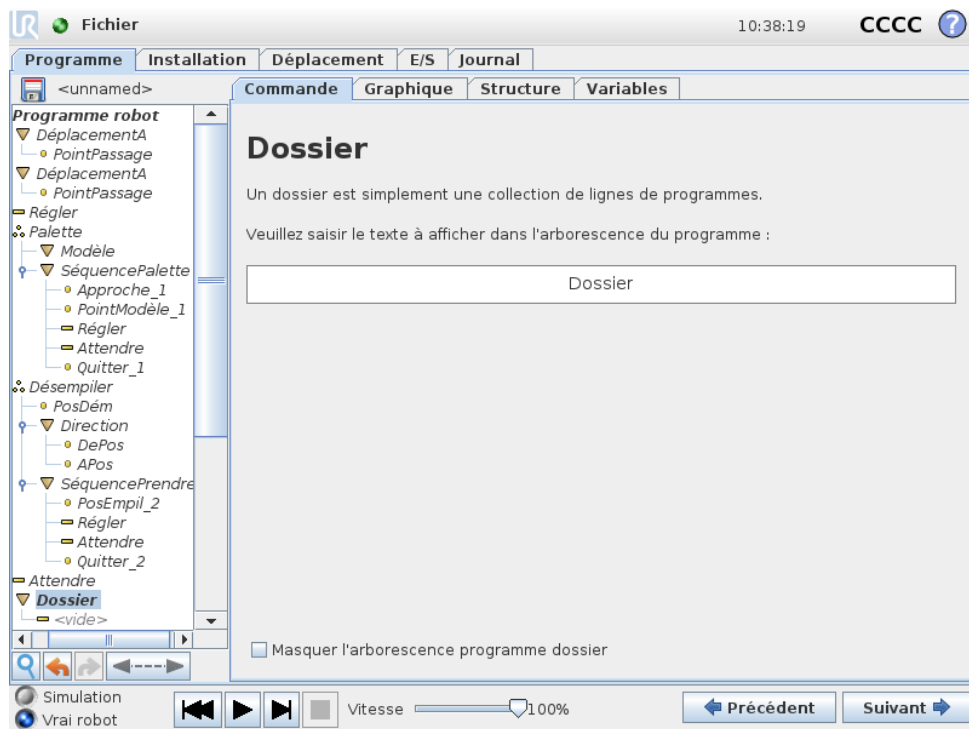 UR Fichier 10:38:19 CCCC ?
Programme Installation Déplacement E/S Journal
<unnamed>
Commande Graphique Structure Variables
Programme robot
DéplacementA
PointPassage
DéplacementA
PointPassage
Régler
Palette
Modèle
SéquencePalette
Approche_1
PointModèle_1
Régler
Attendre
Quitter_1
Désempiler
PosDém
Direction
DePos
APos
SéquencePrendre
PosEmpil_2
Régler
Attendre
Quitter_2
Attendre
Dossier
<vide>
Dossier
Un dossier est simplement une collection de lignes de programmes.
Veuillez saisir le texte à afficher dans l'arborescence du programme :
Dossier
Masquer l'arborescence programme dossier
Simulation
Vrai robot
Vitesse 100%
Précédent Suivant